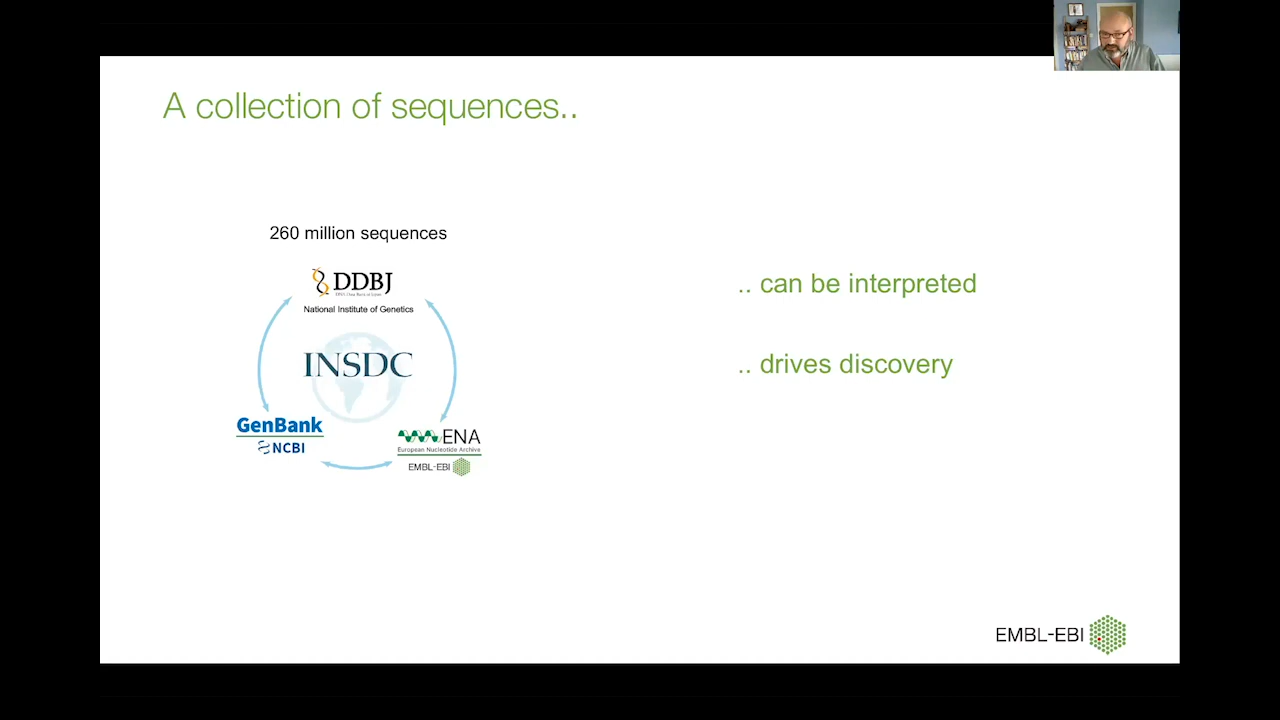 A collection of sequences..
260 million sequences
DDBJ
National Institute of Genetics
INSDC
GenBank
NCBI
ENA
European Nucleotide Archive
EMBL-EBI
.. can be interpreted
.. drives discovery
EMBL-EBI